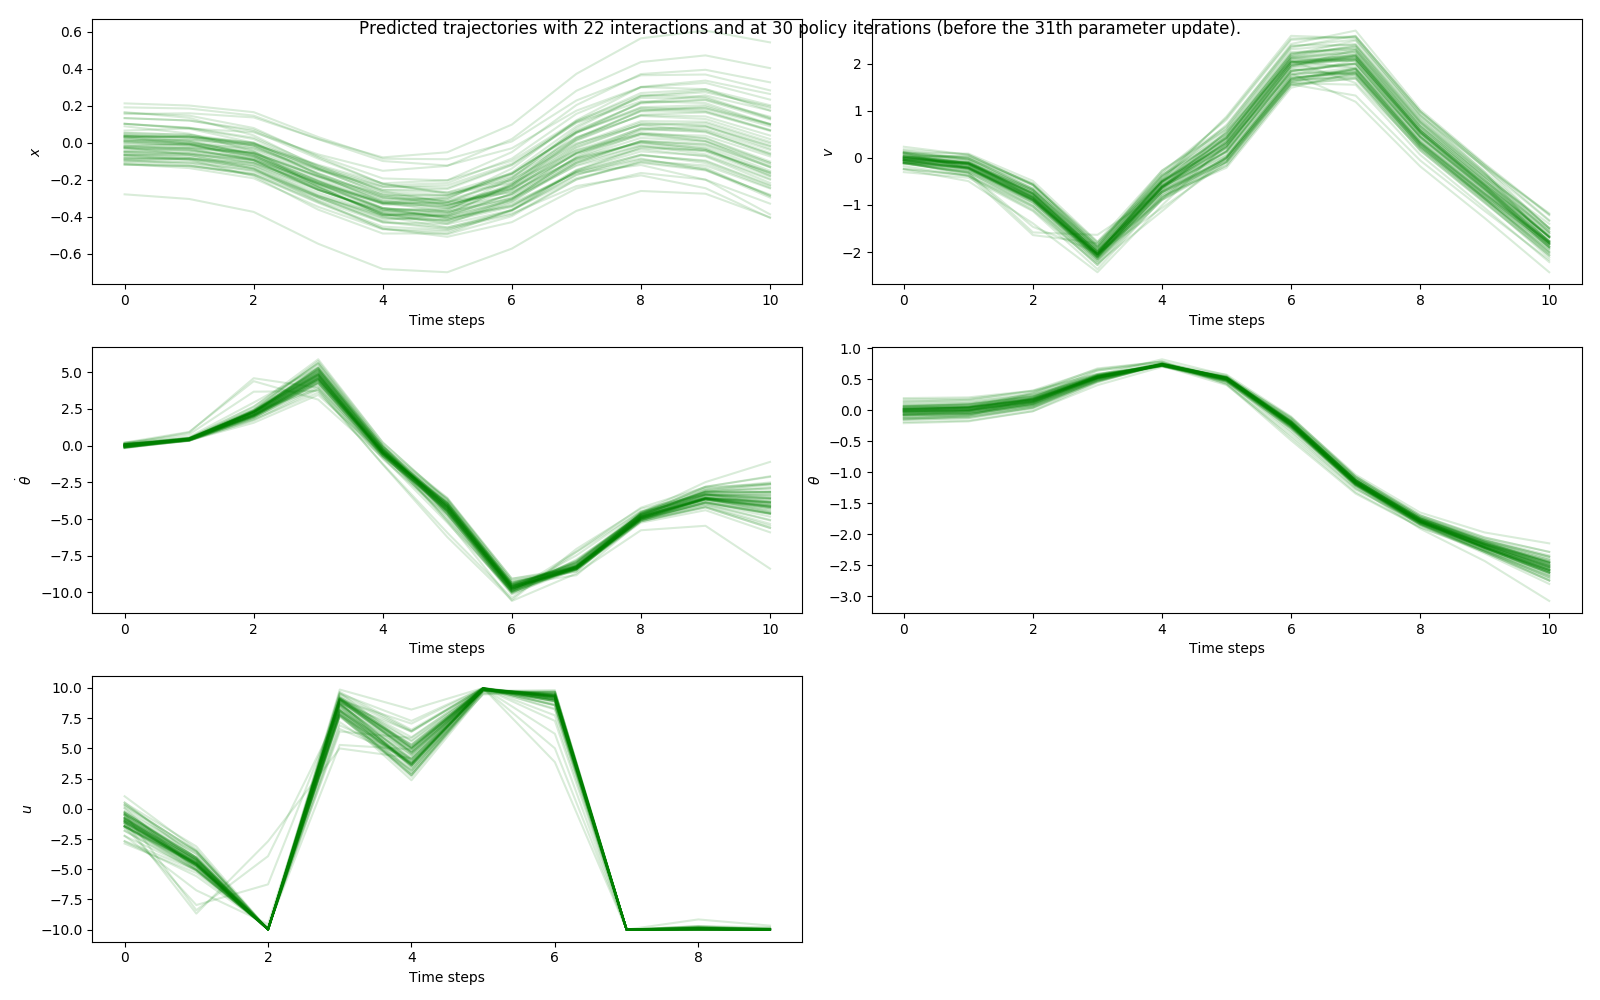 Predicted trajectories with 22 interactions and at 30 policy iterations (before the 31th parameter update).
0.6
0.4
0.2
0.0
−0.2
−0.4
−0.6
x
0 2 4 6 8 10
Time steps
2
1
0
−1
−2
v
0 2 4 6 8 10
Time steps
5.0
2.5
0.0
−2.5
−5.0
−7.5
−10.0
θ̇
0 2 4 6 8 10
Time steps
1.0
0.5
0.0
−0.5
−1.0
−1.5
−2.0
−2.5
−3.0
θ
0 2 4 6 8 10
Time steps
10.0
7.5
5.0
2.5
0.0
−2.5
−5.0
−7.5
−10.0
u
0 2 4 6 8
Time steps